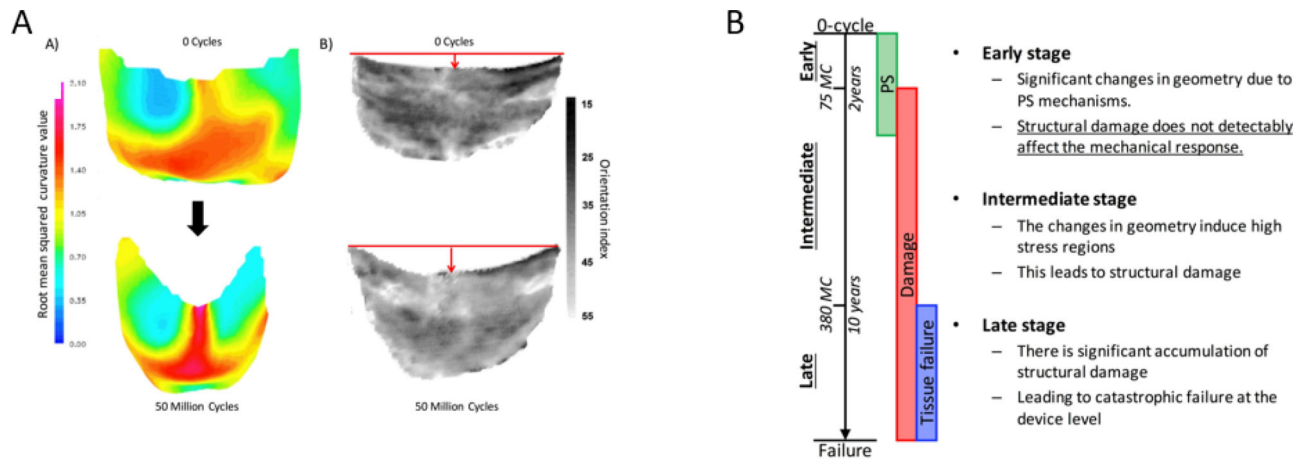 A
A)
0 Cycles
B)
0 Cycles
Root mean squared curvature value
2.10
1.75
1.40
1.05
0.70
0.35
0.00
Orientation index
15
25
35
45
55
50 Million Cycles
50 Million Cycles
B
0-cycle
Early
75 MC
2years
PS
Intermediate
Damage
380 MC
10 years
Late
Tissue failure
Failure
• Early stage
– Significant changes in geometry due to
PS mechanisms.
– Structural damage does not detectably
affect the mechanical response.
• Intermediate stage
– The changes in geometry induce high
stress regions
– This leads to structural damage
• Late stage
– There is significant accumulation of
structural damage
– Leading to catastrophic failure at the
device level